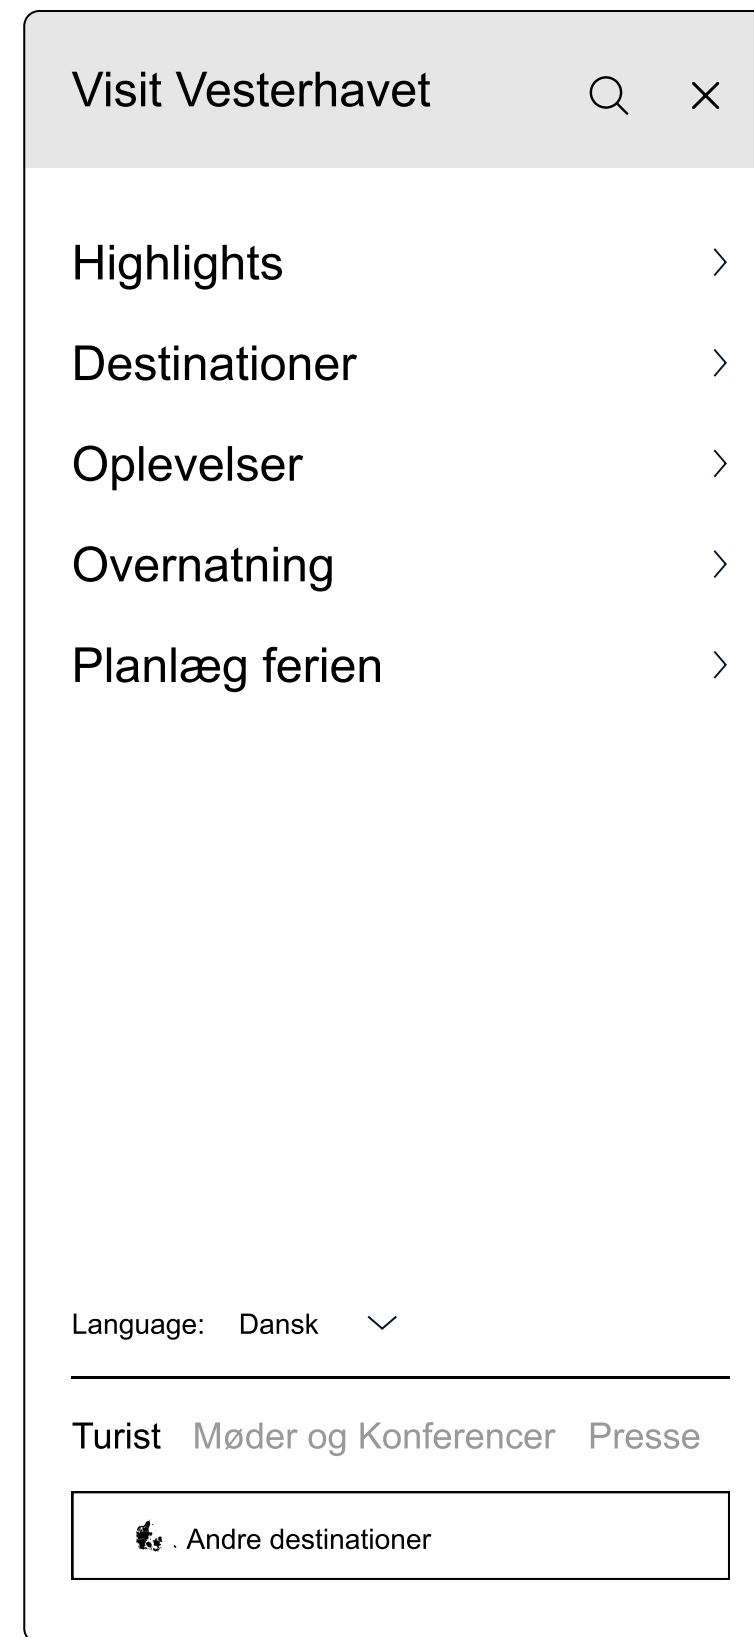 Visit Vesterhavet
Highlights
Destinationer
Oplevelser
Overnatning
Planlæg ferien
Language: Dansk
Turist Møder og Konferencer Presse
Andre destinationer